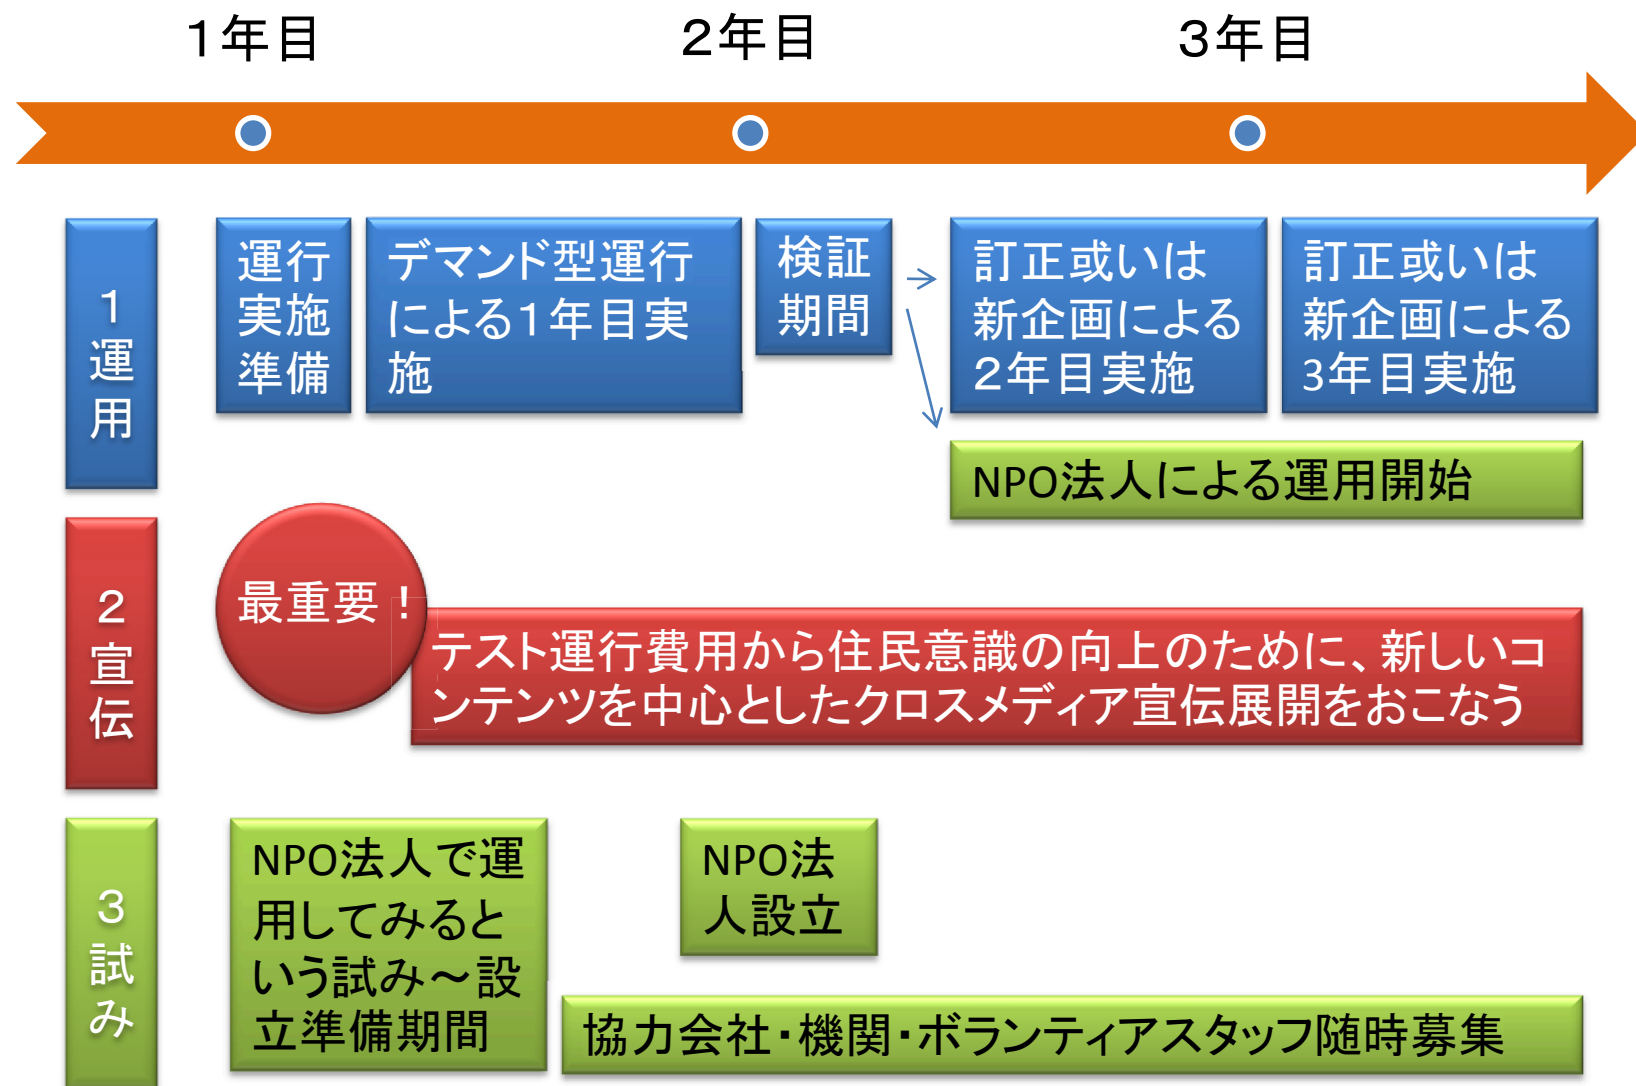 1年目
2年目
3年目
1
運
用
運行
実施
準備
デマンド型運行
による1年目実
施
検証
期間
訂正或いは
新企画による
2年目実施
訂正或いは
新企画による
3年目実施
NPO法人による運用開始
2
宣
伝
最重要！
テスト運行費用から住民意識の向上のために、新しいコ
ンテンツを中心としたクロスメディア宣伝展開をおこなう
3
試
み
NPO法人で運
用してみると
いう試み～設
立準備期間
NPO法
人設立
協力会社・機関・ボランティアスタッフ随時募集